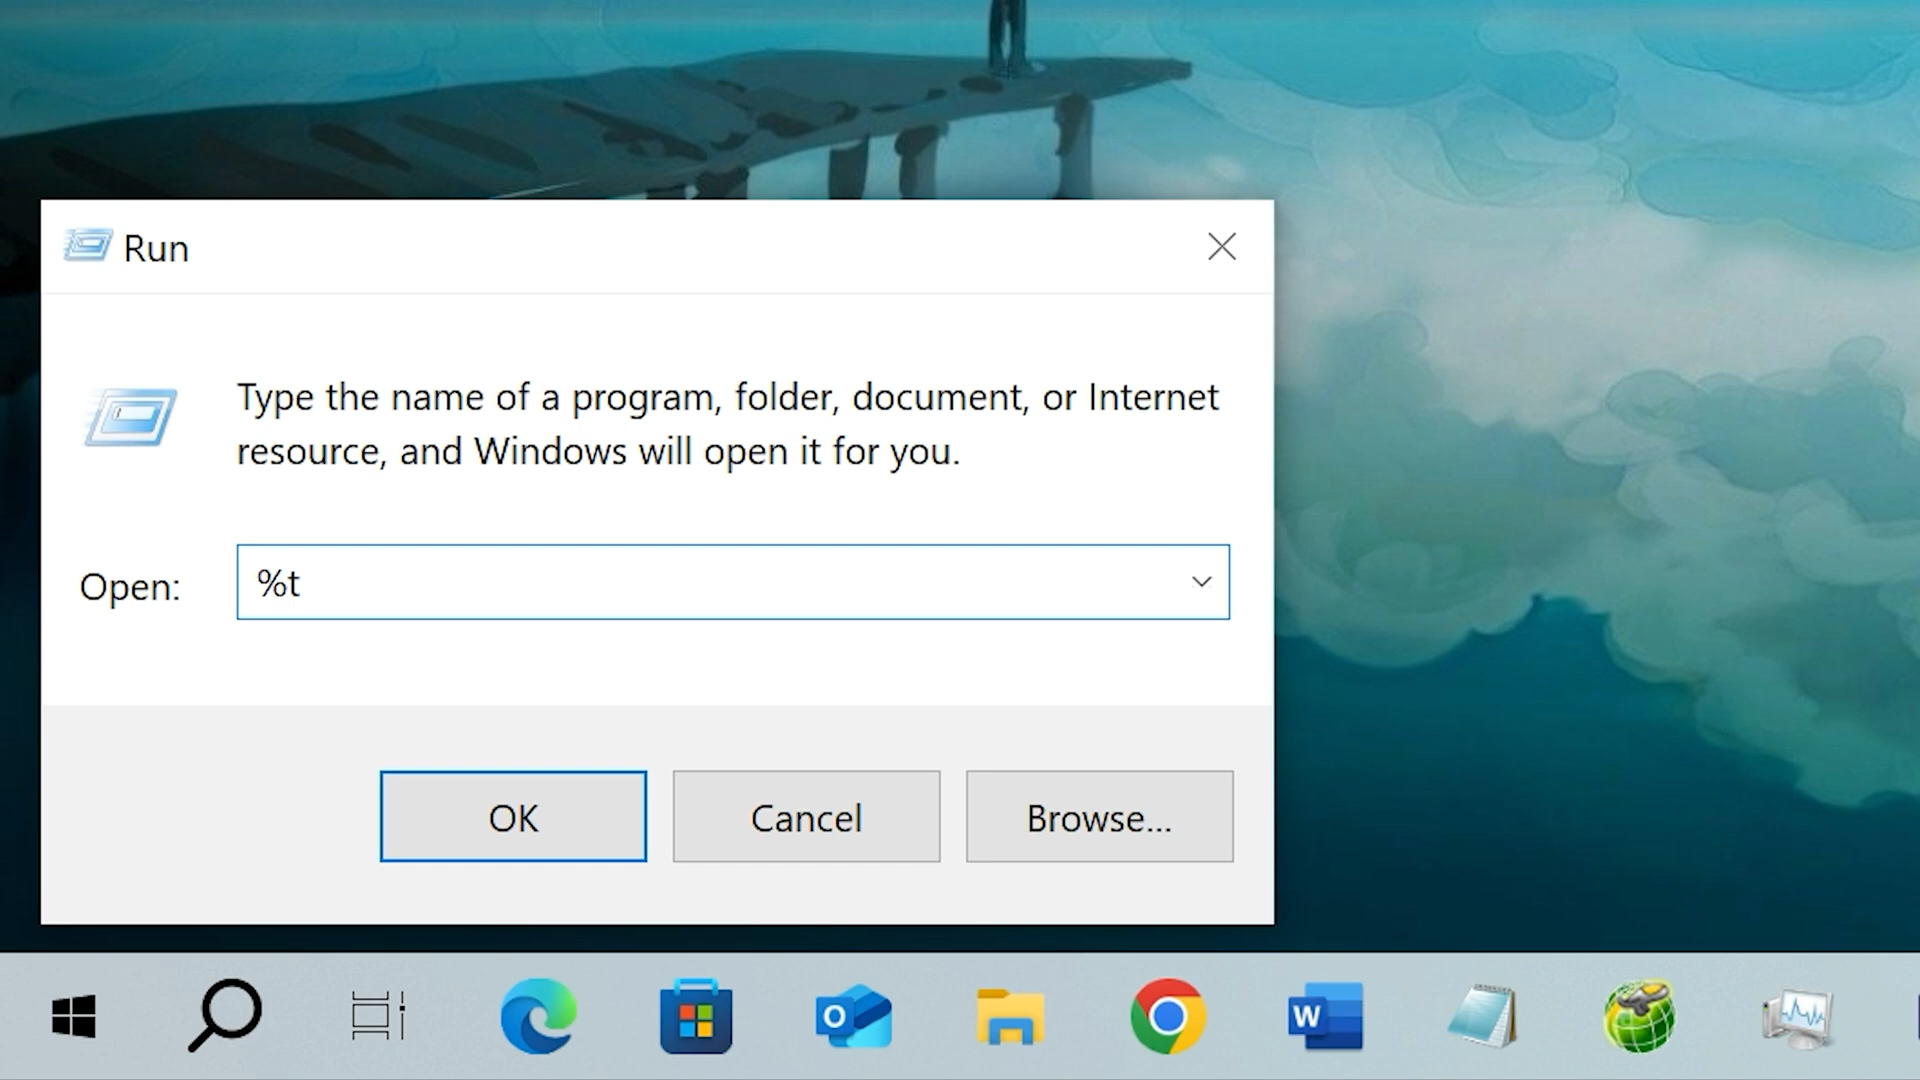 Run
Type the name of a program, folder, document, or Internet
resource, and Windows will open it for you.
Open:
%t
OK
Cancel
Browse...
O
W